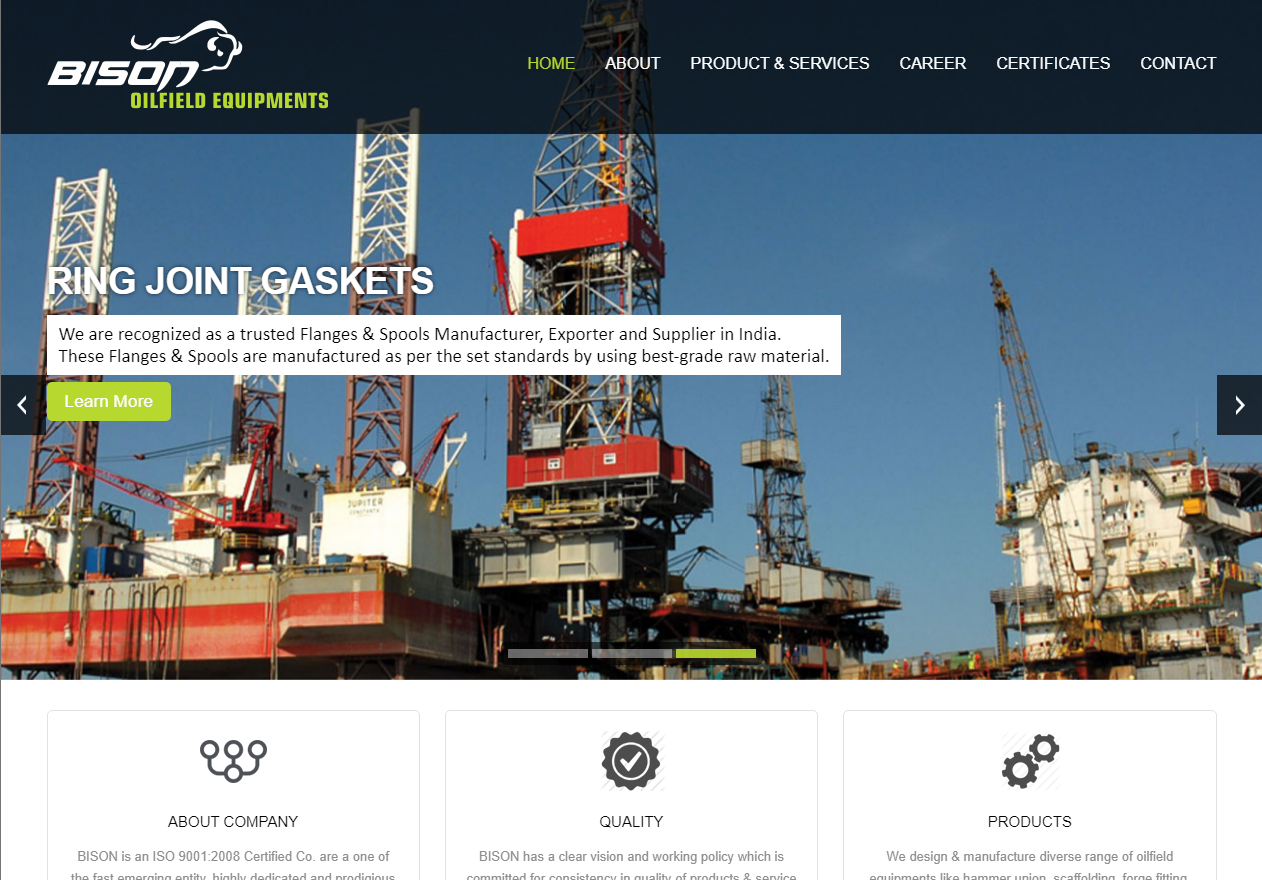 BISON
OILFIELD EQUIPMENTS
HOME ABOUT PRODUCT & SERVICES CAREER CERTIFICATES CONTACT
RING JOINT GASKETS
We are recognized as a trusted Flanges & Spools Manufacturer, Exporter and Supplier in India.
These Flanges & Spools are manufactured as per the set standards by using best-grade raw material.
Learn More
JUPITER
CONSTANTA
ABOUT COMPANY
BISON is an ISO 9001:2008 Certified Co. are a one of
the fast emerging entity, highly dedicated and prodigious
QUALITY
BISON has a clear vision and working policy which is
committed for consistency in quality of products & service
PRODUCTS
We design & manufacture diverse range of oilfield
equipments like hammer union, scaffolding, forge fitting